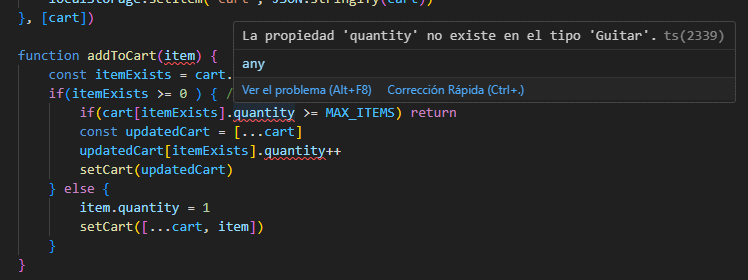 localStorage.setItem('cart', JSON.stringify(cart))
}, [cart])
La propiedad 'quantity' no existe en el tipo 'Guitar'. ts(2339)
any
Ver el problema (Alt+F8) Corrección Rápida (Ctrl+.)
function addToCart(item) {
const itemExists = cart.
if(itemExists >= 0 ) { /
if(cart[itemExists].quantity >= MAX_ITEMS) return
const updatedCart = [...cart]
updatedCart[itemExists].quantity++
setCart(updatedCart)
} else {
item.quantity = 1
setCart([...cart, item])
}
}